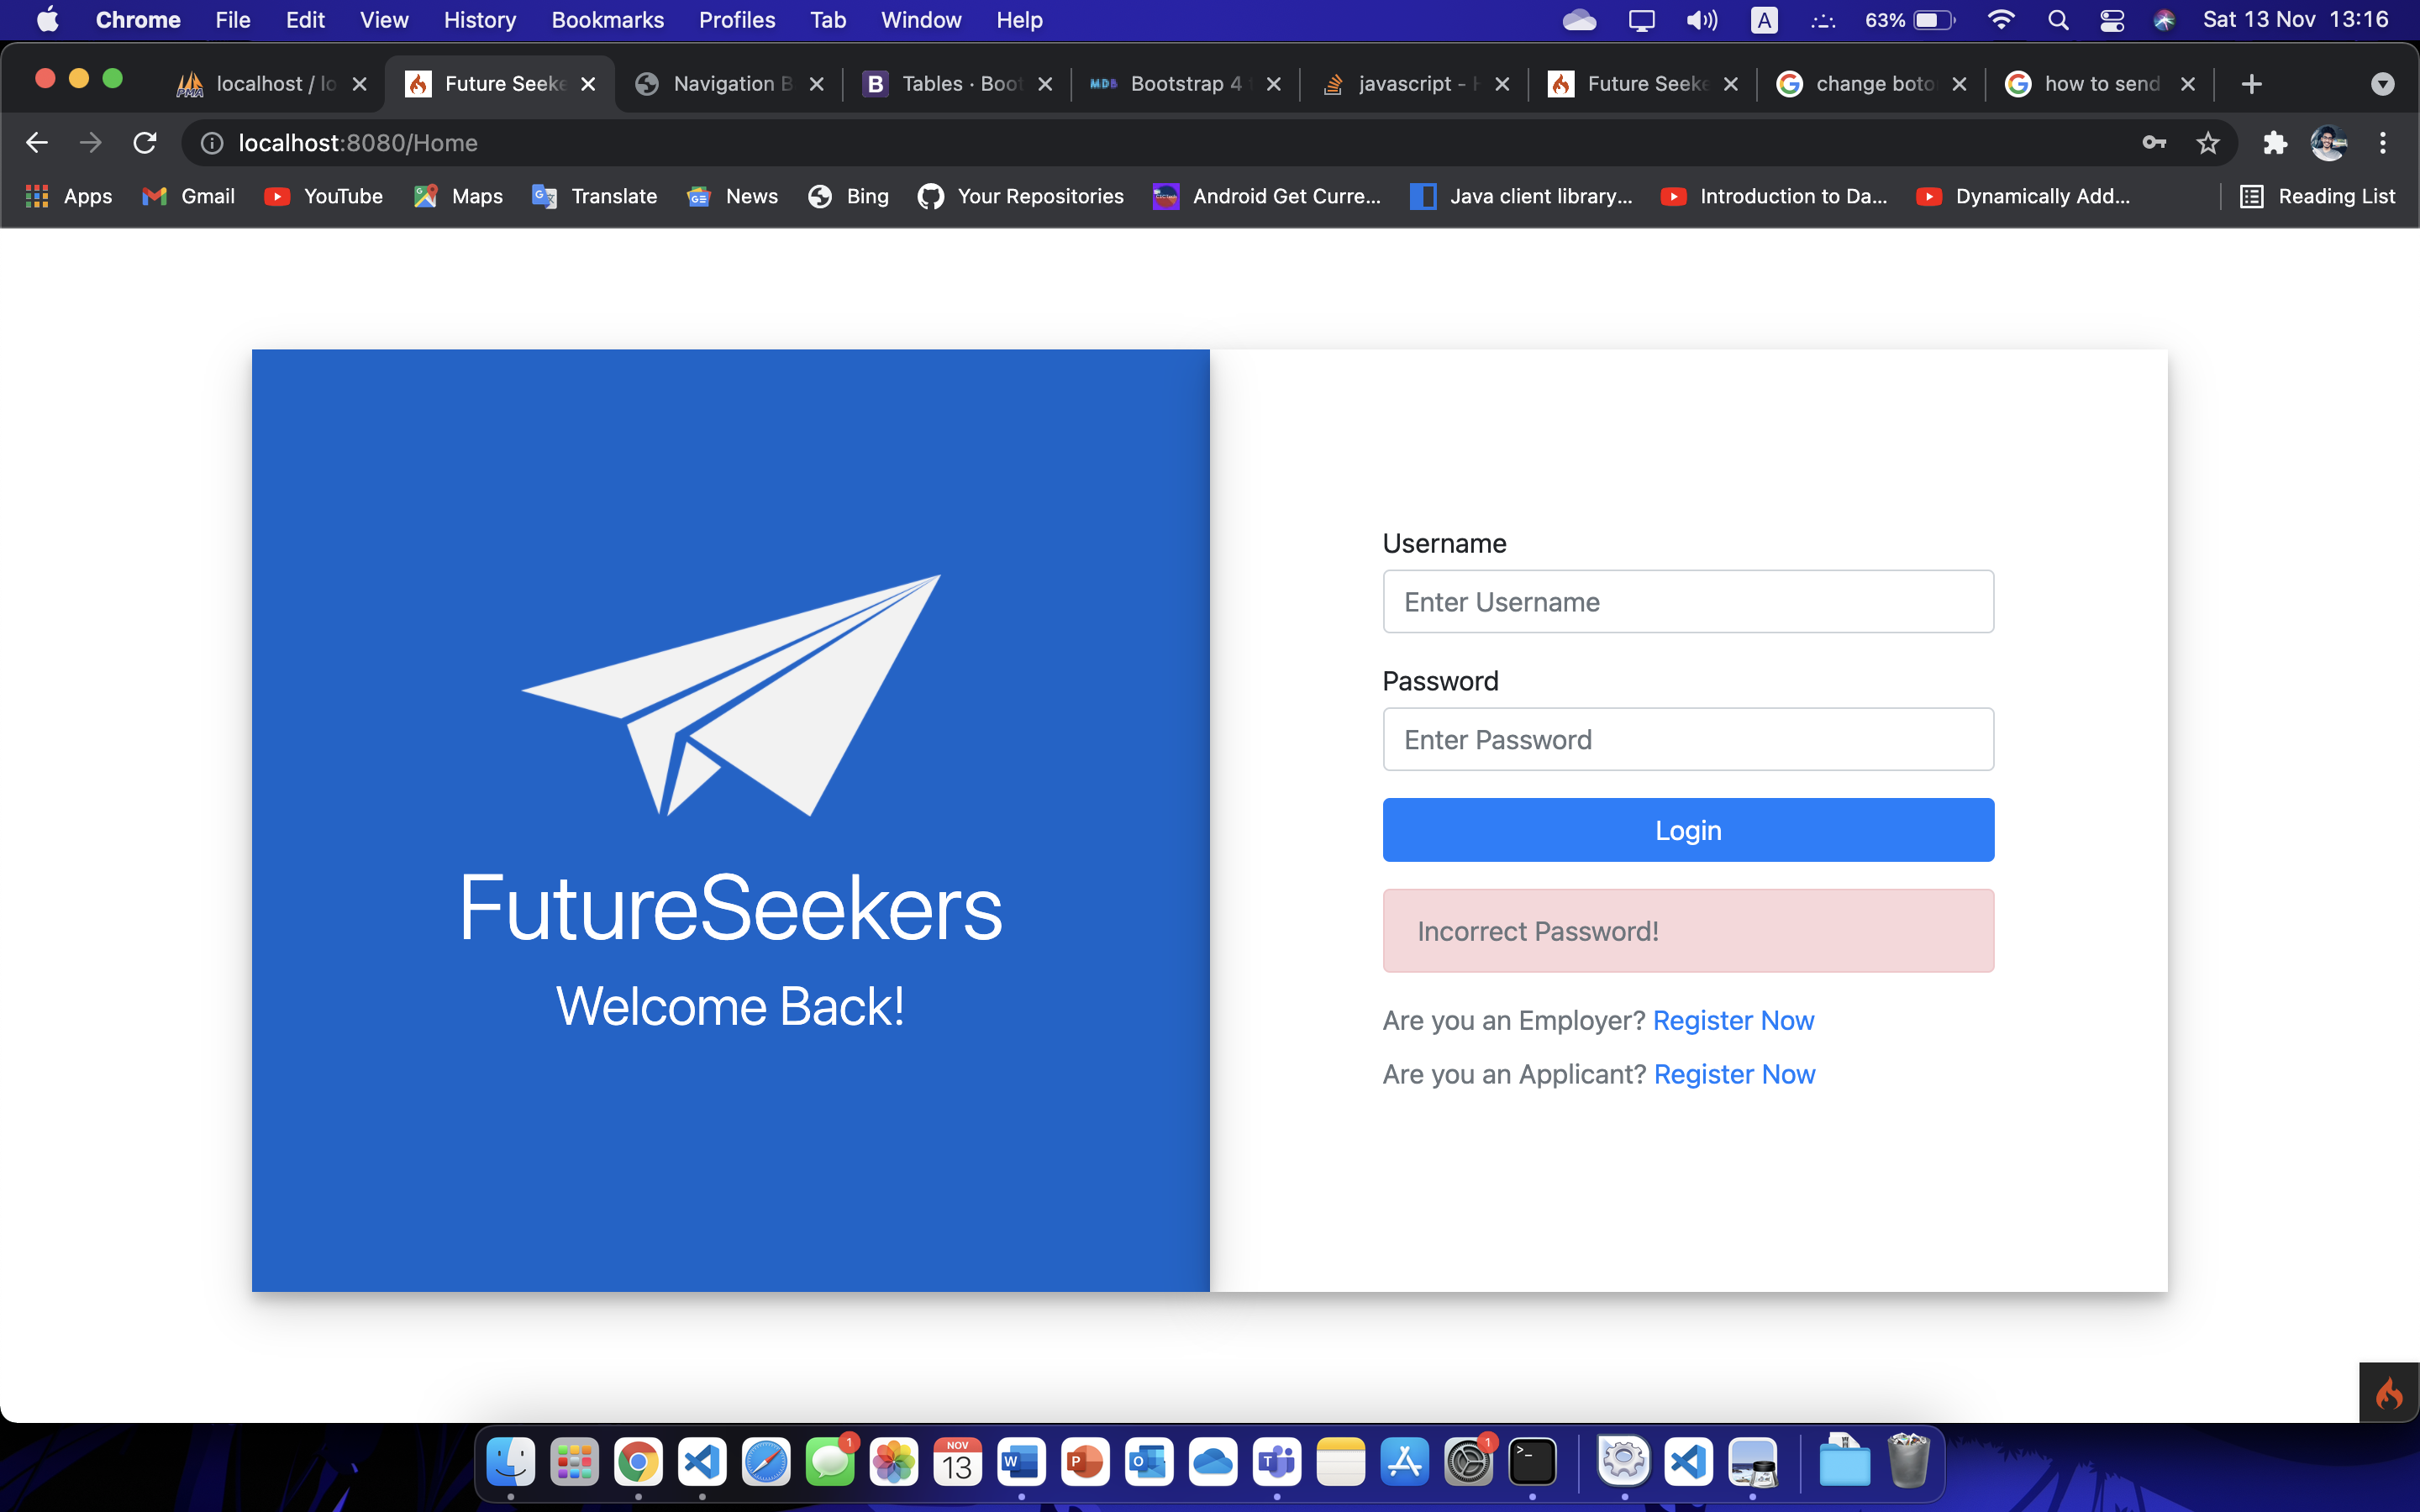 Chrome File Edit View History Bookmarks Profiles Tab Window Help A 63% Sat 13 Nov 13:16
localhost / lo Future Seeke Navigation B B Tables · Boot MDB Bootstrap 4 t javascript - H Future Seeke change boto how to send
localhost:8080/Home
Apps Gmail YouTube Maps Translate News Bing Your Repositories Android Get Curre... Java client library... Introduction to Da... Dynamically Add... Reading List
Username
Enter Username
Password
Enter Password
Login
Incorrect Password!
Are you an Employer? Register Now
Are you an Applicant? Register Now
FutureSeekers
Welcome Back!
1 NOV 13 W P O T 1 >_